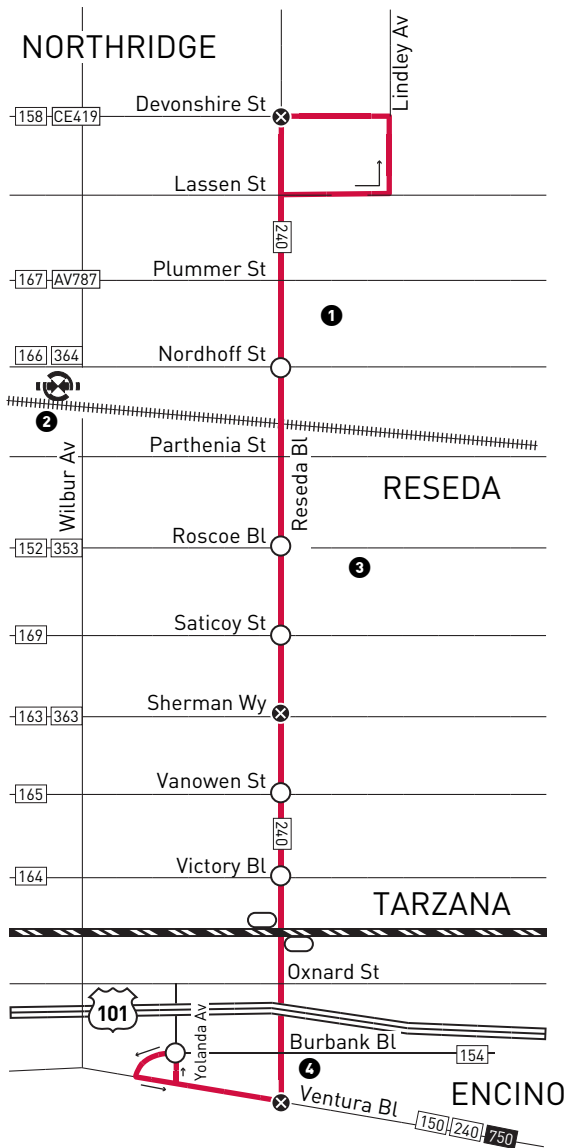 NORTHRIDGE
Lindley Av
158 CE419
Devonshire St
Lassen St
240
167 AV787
Plummer St
1
166 364
Nordhoff St
2
Parthenia St
Wilbur Av
Reseda Bl
RESEDA
152 353
Roscoe Bl
3
169
Saticoy St
163 363
Sherman Wy
165
Vanowen St
240
164
Victory Bl
TARZANA
Oxnard St
101
Yolanda Av
Burbank Bl
154
4
ENCINO
Ventura Bl
150 240 750